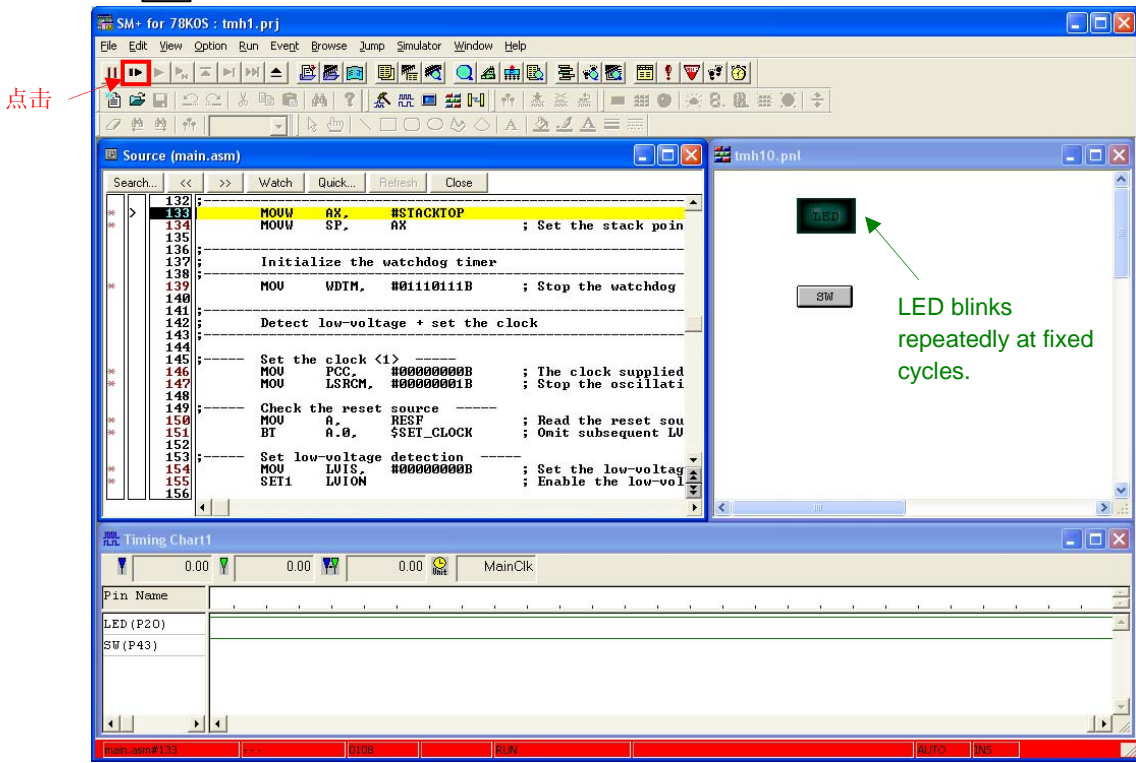 SM+ for 78K0S : tmh1.prj
File Edit View Option Run Event Browse Jump Simulator Window Help
点击
Source (main.asm)
Search... << >> Watch Quick... Refresh Close
132 ;
133 MOVW AX, #STACKTOP
134 MOVW SP, AX ; Set the stack poin
135
136 ;
137 ; Initialize the watchdog timer
138 ;
139 MOV WDTM, #01110111B ; Stop the watchdog
140
141 ;
142 ; Detect low-voltage + set the clock
143 ;
144
145 ;----- Set the clock <1> -----
146 MOV PCC, #00000000B ; The clock supplied
147 MOV LSRCM, #00000001B ; Stop the oscillati
148
149 ;----- Check the reset source -----
150 MOV A, RESF ; Read the reset sou
151 BT A.0, $SET_CLOCK ; Omit subsequent LV
152
153 ;----- Set low-voltage detection -----
154 MOV LVIS, #00000000B ; Set the low-voltag
155 SET1 LVION ; Enable the low-vol
156
tmh10.pnl
LED
SW
LED blinks
repeatedly at fixed
cycles.
Timing Chart1
0.00 0.00 0.00 Unit MainClk
Pin Name
LED(P20)
SW(P43)
main.asm#133 --- 0108 RUN AUTO INS